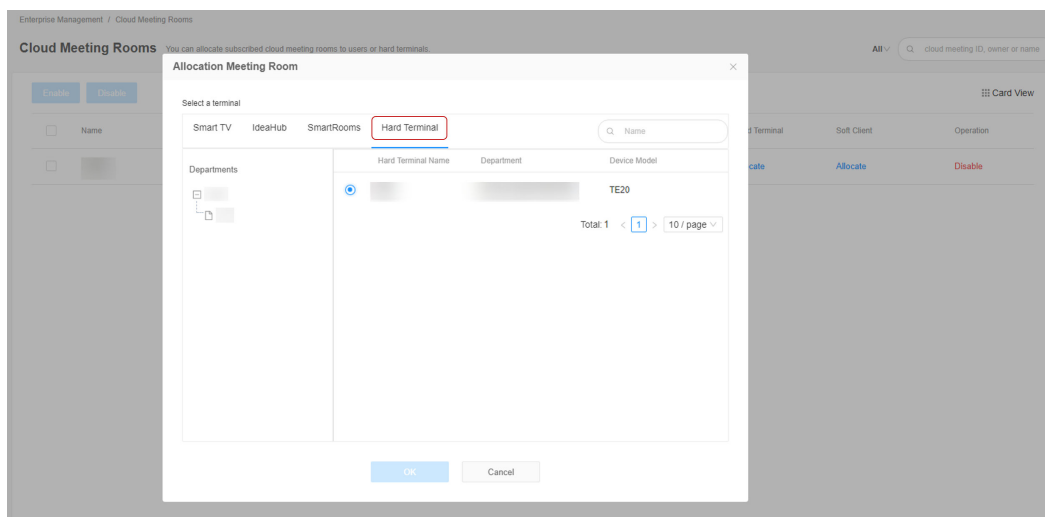 Enterprise Management / Cloud Meeting Rooms
Cloud Meeting Rooms You can allocate subscribed cloud meeting rooms to users or hard terminals.
All cloud meeting ID, owner or name
Allocation Meeting Room
Enable Disable
Card View
Select a terminal
Smart TV IdeaHub SmartRooms Hard Terminal Name
Name
d Terminal Soft Client Operation
Departments
Hard Terminal Name Department Device Model
cate Allocate Disable
TE20
Total: 1 < 1 > 10 / page
OK Cancel